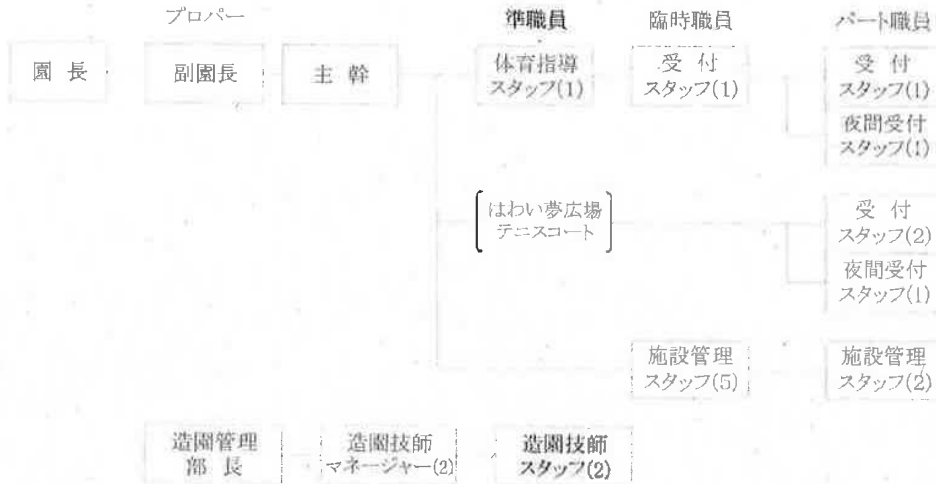 プロパー
準職員
臨時職員
パート職員
園 長
副園長
主 幹
体育指導
スタッフ(1)
受 付
スタッフ(1)
受 付
スタッフ(1)
夜間受付
スタッフ(1)
はわい夢広場
テニスコート
受 付
スタッフ(2)
夜間受付
スタッフ(1)
施設管理
スタッフ(5)
施設管理
スタッフ(2)
造園管理
部 長
造園技師
マネージャー(2)
造園技師
スタッフ(2)